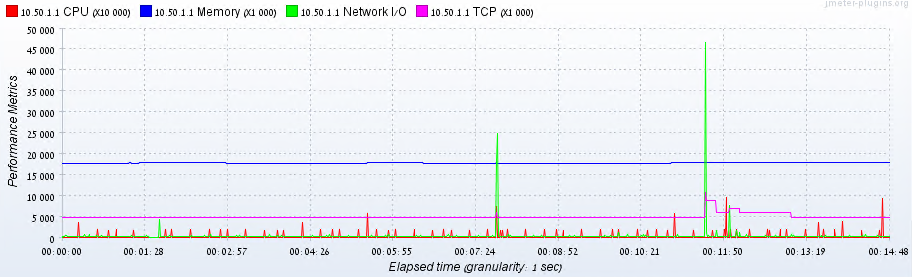 jmeter-plugins.org
10.50.1.1 CPU (X10 000) 10.50.1.1 Memory (X1 000) 10.50.1.1 Network I/O 10.50.1.1 TCP (X1 000)
50 000
45 000
40 000
35 000
30 000
25 000
20 000
15 000
10 000
5 000
0
Performance Metrics
00:00:00 00:01:28 00:02:57 00:04:26 00:05:55 00:07:24 00:08:52 00:10:21 00:11:50 00:13:19 00:14:48
Elapsed time (granularity: 1 sec)